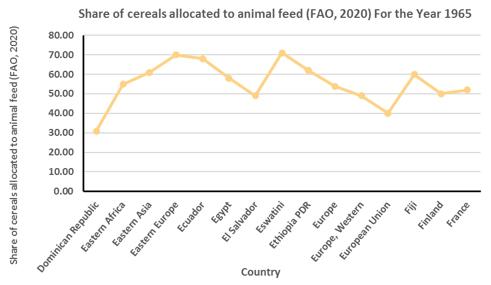 Share of cereals allocated to animal feed (FAO, 2020) For the Year 1965
Share of cereals allocated to animal feed (FAO, 2020)
80.00
70.00
60.00
50.00
40.00
30.00
20.00
10.00
0.00
Dominican Republic
Eastern Africa
Eastern Asia
Eastern Europe
Ecuador
Egypt
El Salvador
Eswatini
Ethiopia PDR
Europe
Europe, Western
European Union
Fiji
Finland
France
Country